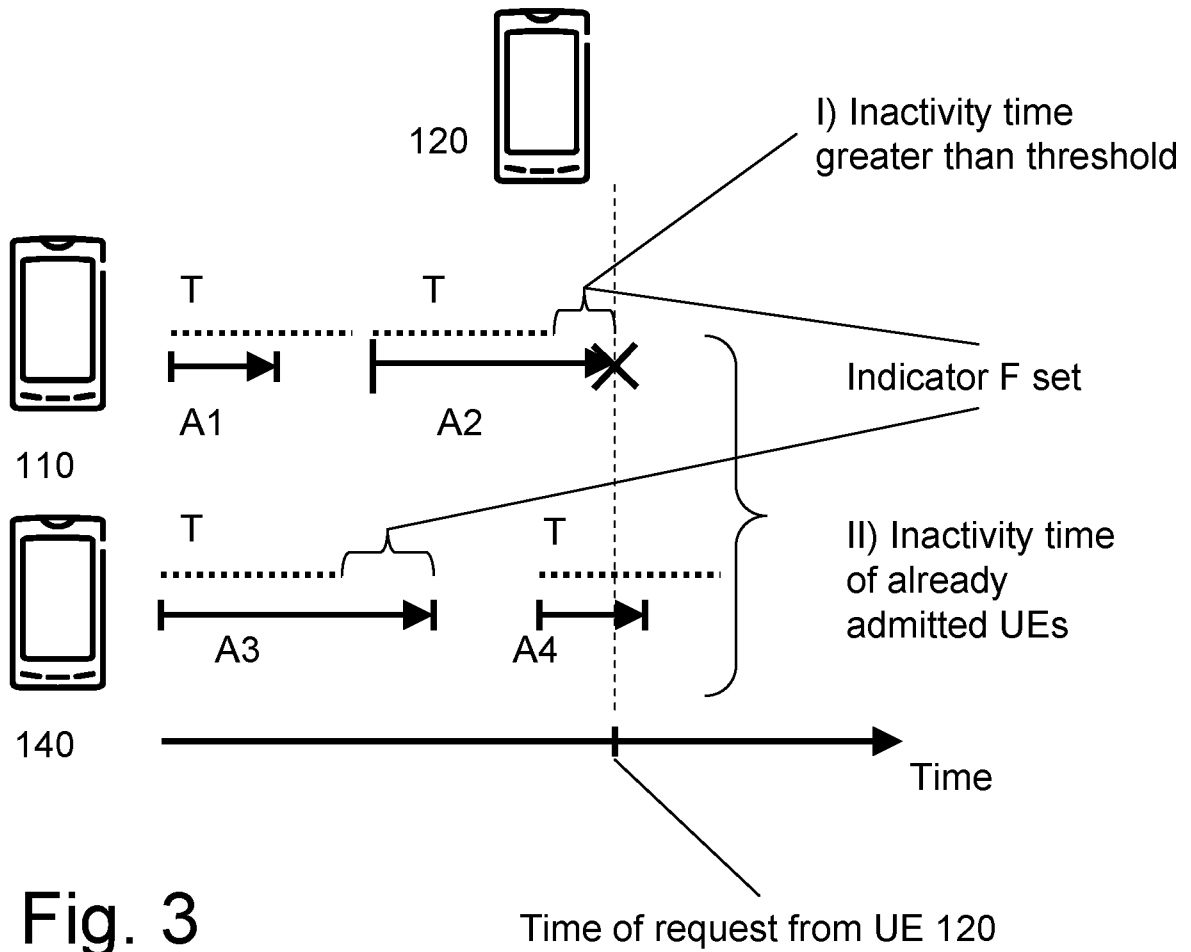 120
I) Inactivity time
greater than threshold
T
T
A1
A2
Indicator F set
110
T
T
II) Inactivity time
of already
admitted UEs
A3
A4
140
Time
Fig. 3
Time of request from UE 120